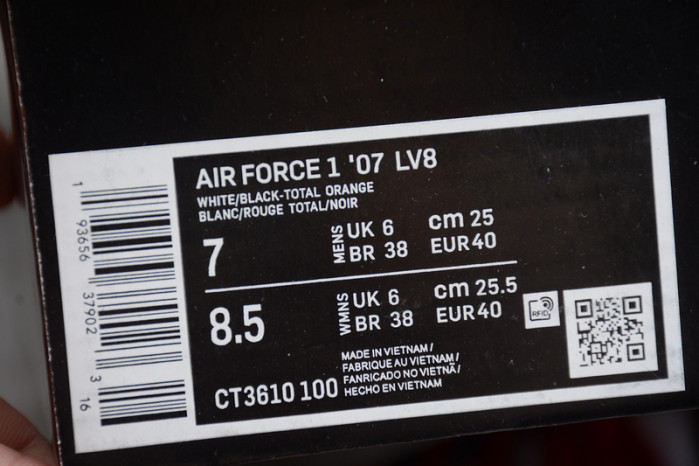 AIR FORCE 1 '07 LV8
WHITE/BLACK-TOTAL ORANGE
BLANC/ROUGE TOTAL/NOIR
7
MENS
UK 6 cm 25
BR 38 EUR 40
8.5
WMNS
UK 6 cm 25.5
BR 38 EUR 40
RFID
CT3610 100
MADE IN VIETNAM /
FABRIQUE AU VIETNAM /
FANRICADO NO VIETNÃ /
HECHO EN VIETNAM
1 93656 37902 3 16